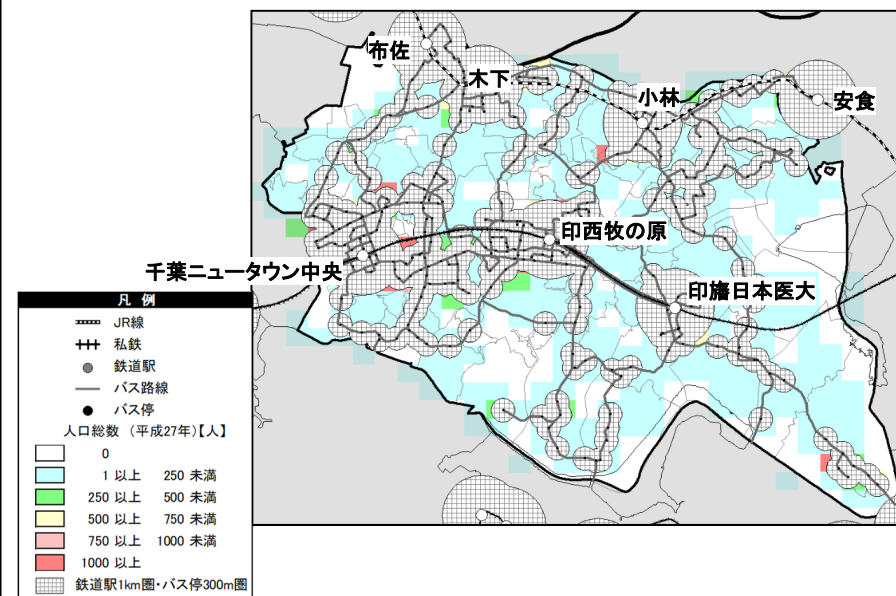 布佐
木下
小林
安食
印西牧の原
千葉ニュータウン中央
印旛日本医大
凡 例
JR線
私鉄
鉄道駅
バス路線
バス停
人口総数 (平成27年)【人】
0
1 以上 250 未満
250 以上 500 未満
500 以上 750 未満
750 以上 1000 未満
1000 以上
鉄道駅1km圏・バス停300m圏